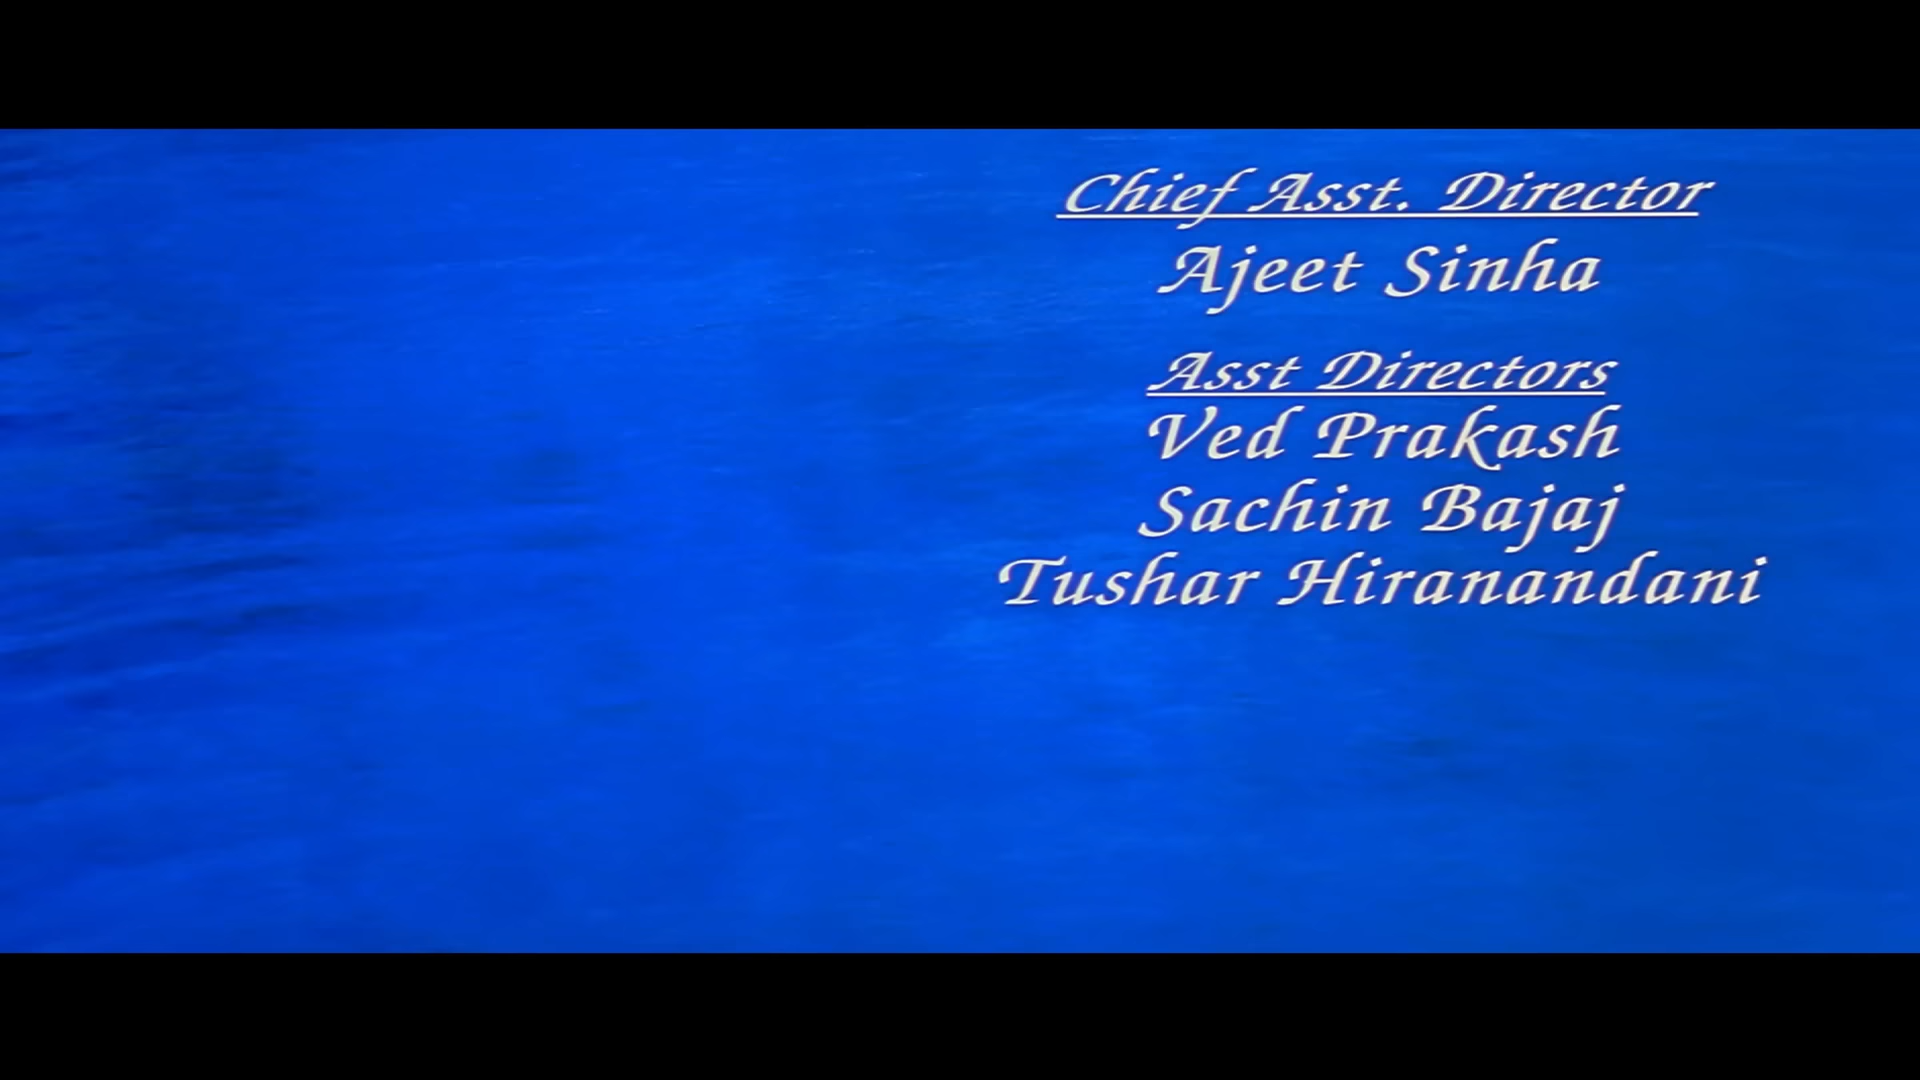 Chief Asst. Director
Ajeet Sinha
Asst Directors
Ved Prakash
Sachin Bajaj
Tushar Hiranandani